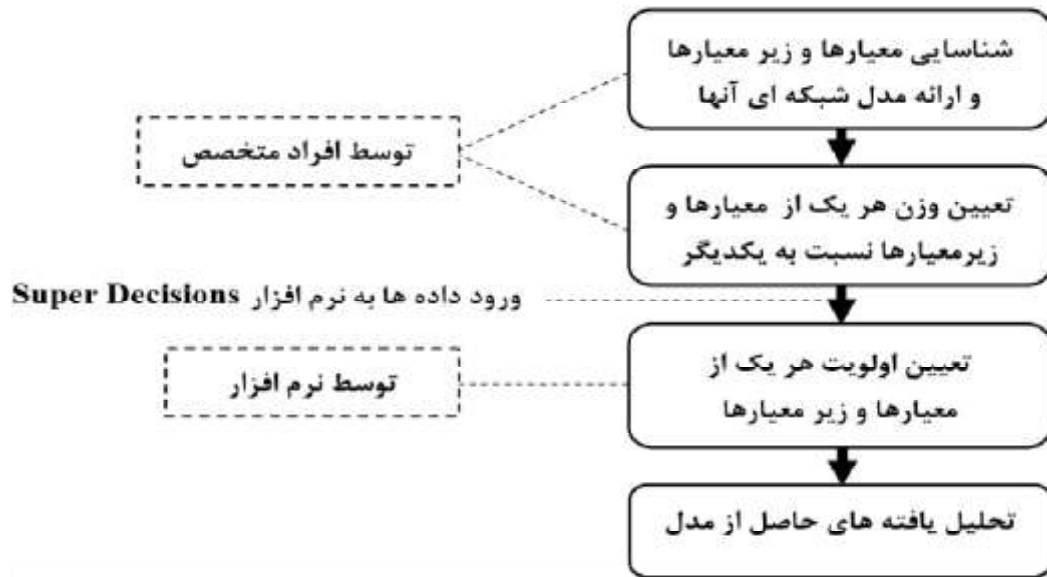 شناسایی معیارها و زیر معیارها
و ارائه مدل شبکه ای آنها
توسط افراد متخصص
تعیین وزن هر یک از معیارها و
زیرمعیارها نسبت به یکدیگر
ورود داده ها به نرم افزار Super Decisions
تعیین اولویت هر یک از
معیارها و زیر معیارها
توسط نرم افزار
تحلیل یافته های حاصل از مدل